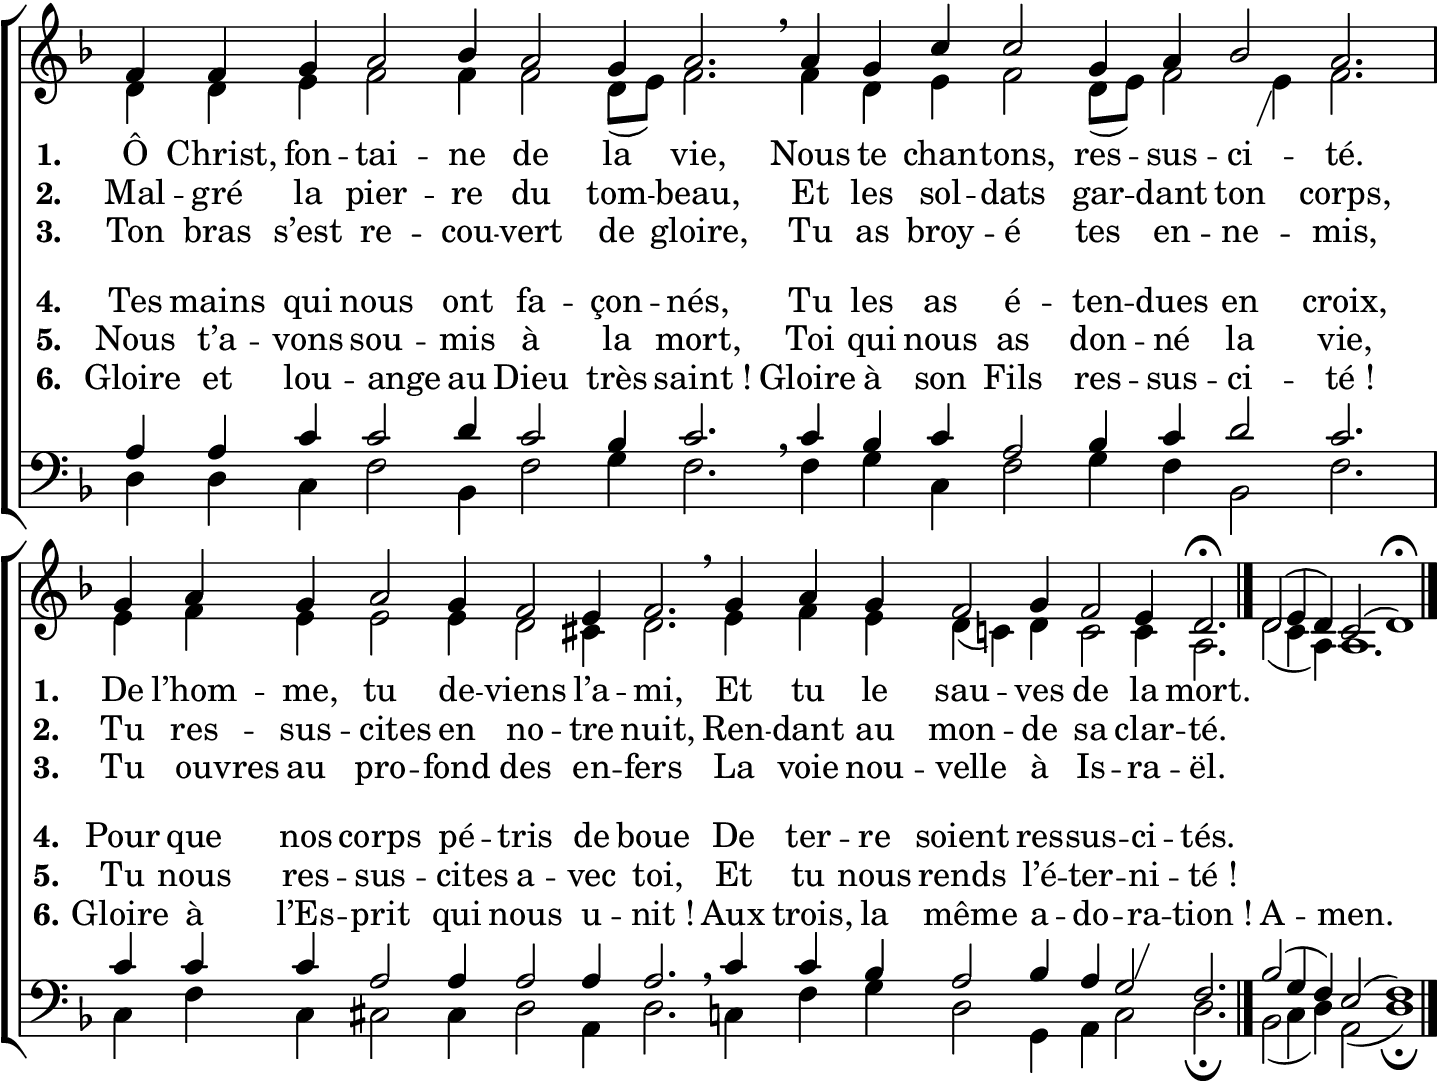 1. Ô Christ, fon - tai - ne de la vie, Nous te chantons, res - sus - ci - té.
2. Mal - gré la pier - re du tom - beau, Et les sol - dats gar - dant ton corps,
3. Ton bras s’est re - cou - vert de gloire, Tu as broy - é tes en - ne - mis,
4. Tes mains qui nous ont fa - çon - nés, Tu les as é - ten - dues en croix,
5. Nous t’a - vons sou - mis à la mort, Toi qui nous as don - né la vie,
6. Gloire et lou - ange au Dieu très saint ! Gloire à son Fils res - sus - ci - té !
1. De l’hom - me, tu de - viens l’a - mi, Et tu le sau - ves de la mort.
2. Tu res - sus - cites en no - tre nuit, Ren - dant au mon - de sa clar - té.
3. Tu ouvres au pro - fond des en - fers La voie nou - velle à Is - ra - ël.
4. Pour que nos corps pé - tris de boue De ter - re soient ressus - ci - tés.
5. Tu nous res - sus - cites a - vec toi, Et tu nous rends l’é - ter - ni - té !
6. Gloire à l’Es - prit qui nous u - nit ! Aux trois, la même a - do - ra - tion ! A - men.